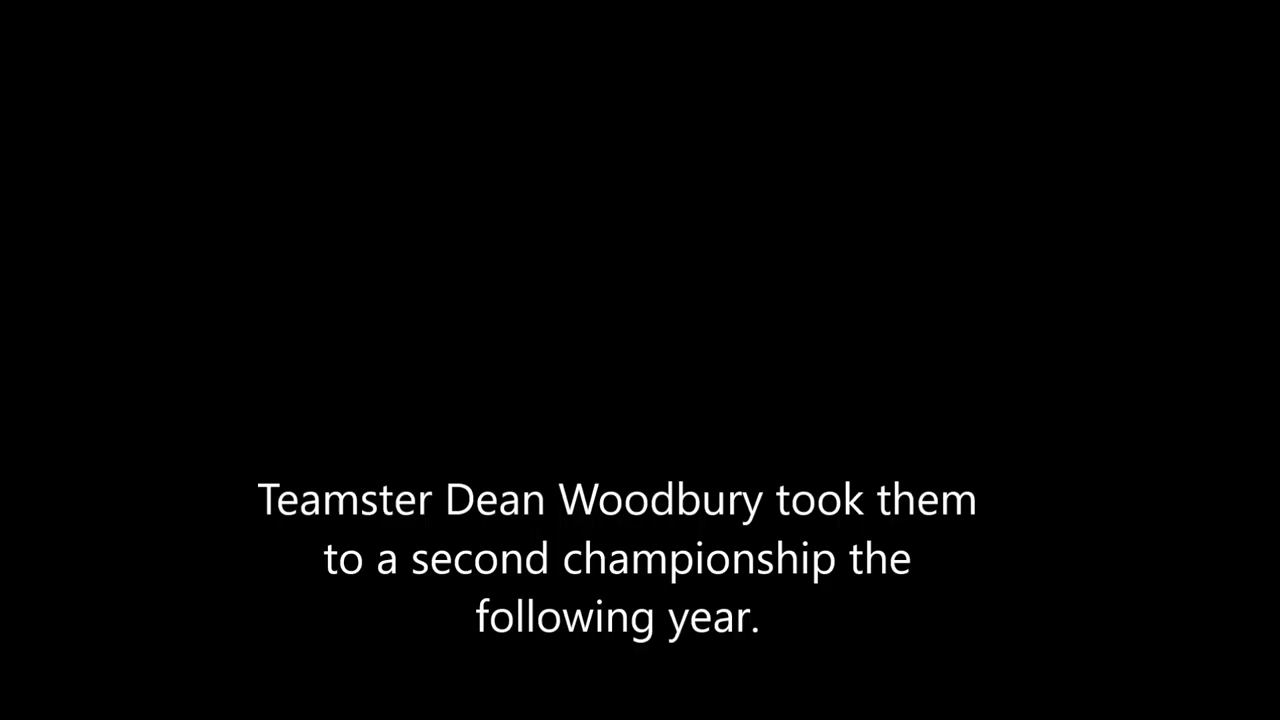 Teamster Dean Woodbury took them
to a second championship the
following year.